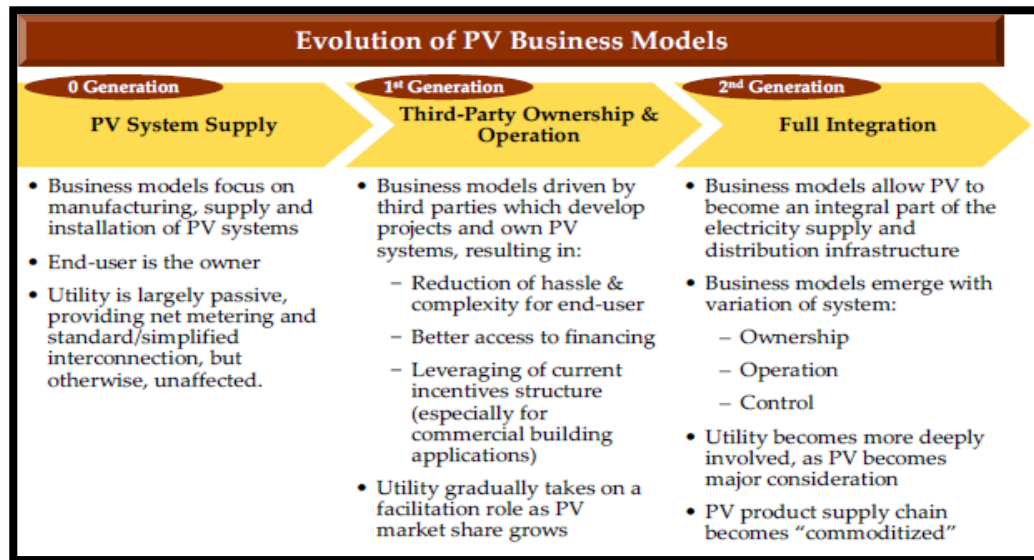 Evolution of PV Business Models
0 Generation
PV System Supply
• Business models focus on
manufacturing, supply and
installation of PV systems
• End-user is the owner
• Utility is largely passive,
providing net metering and
standard/simplified
interconnection, but
otherwise, unaffected.
1st Generation
Third-Party Ownership &
Operation
• Business models driven by
third parties which develop
projects and own PV
systems, resulting in:
– Reduction of hassle &
complexity for end-user
– Better access to financing
– Leveraging of current
incentives structure
(especially for
commercial building
applications)
• Utility gradually takes on a
facilitation role as PV
market share grows
2nd Generation
Full Integration
• Business models allow PV to
become an integral part of the
electricity supply and
distribution infrastructure
• Business models emerge with
variation of system:
– Ownership
– Operation
– Control
• Utility becomes more deeply
involved, as PV becomes
major consideration
• PV product supply chain
becomes “commoditized”